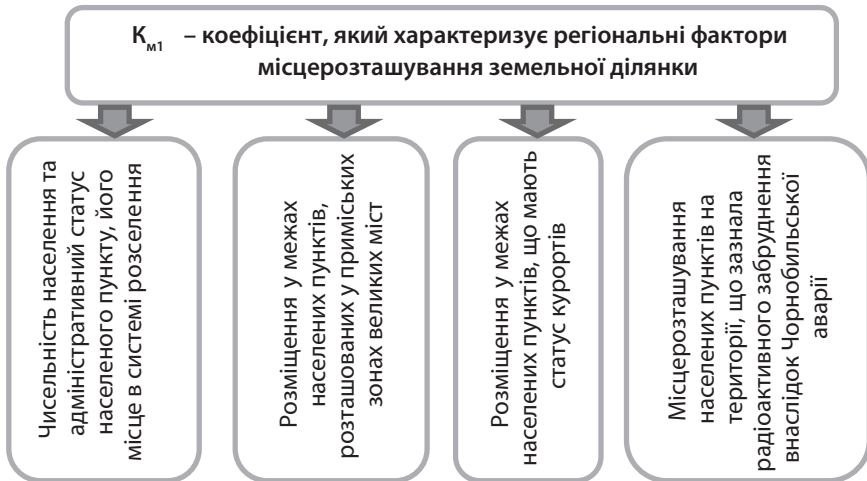 Км1 – коефіцієнт, який характеризує регіональні фактори
місцерозташування земельної ділянки
Чисельність населення та
адміністративний статус
населеного пункту, його
місце в системі розселення
Розміщення у межах
населених пунктів,
розташованих у приміських
зонах великих міст
Розміщення у межах
населених пунктів, що мають
статус курортів
Місцерозташування
населених пунктів на
території, що зазнала
радіоактивного забруднення
внаслідок Чорнобильської
аварії